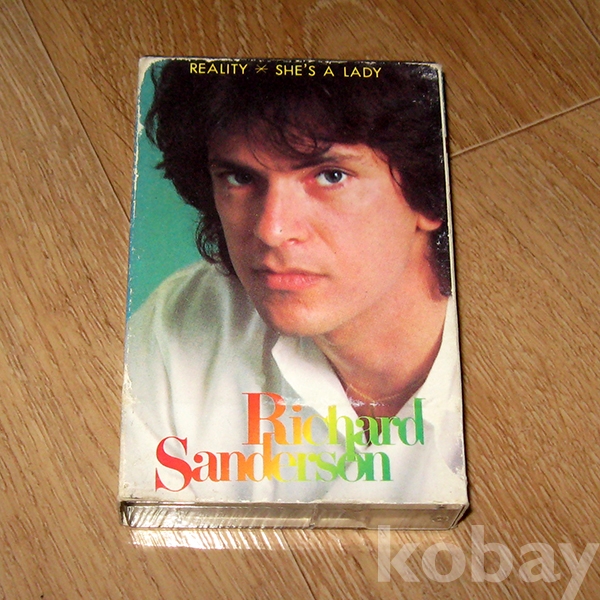 REALITY ✳ SHE'S A LADY
Richard
Sanderson
kobay